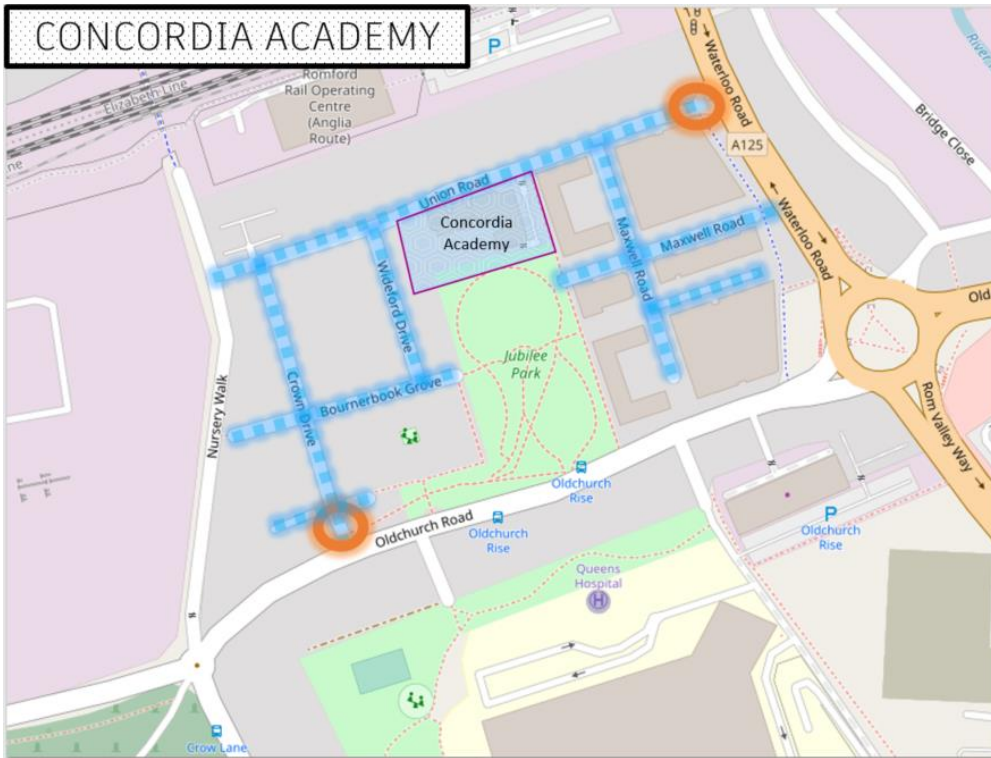 CONCORDIA ACADEMY
P
Elizabeth Line
Romford
Rail Operating
Centre
(Anglia
Route)
Waterloo Road
A125
Bridge Close
Union Road
Concordia
Academy
Maxwell Road
Maxwell Road
Waterloo Road
Wideford Drive
Jubilee
Park
Nursery Walk
Crown Drive
Bournerbook Grove
Rom Valley Way
Oldchurch
Rise
Oldchurch Road
Oldchurch
Rise
P
Oldchurch
Rise
Queens
Hospital
H
Crow Lane